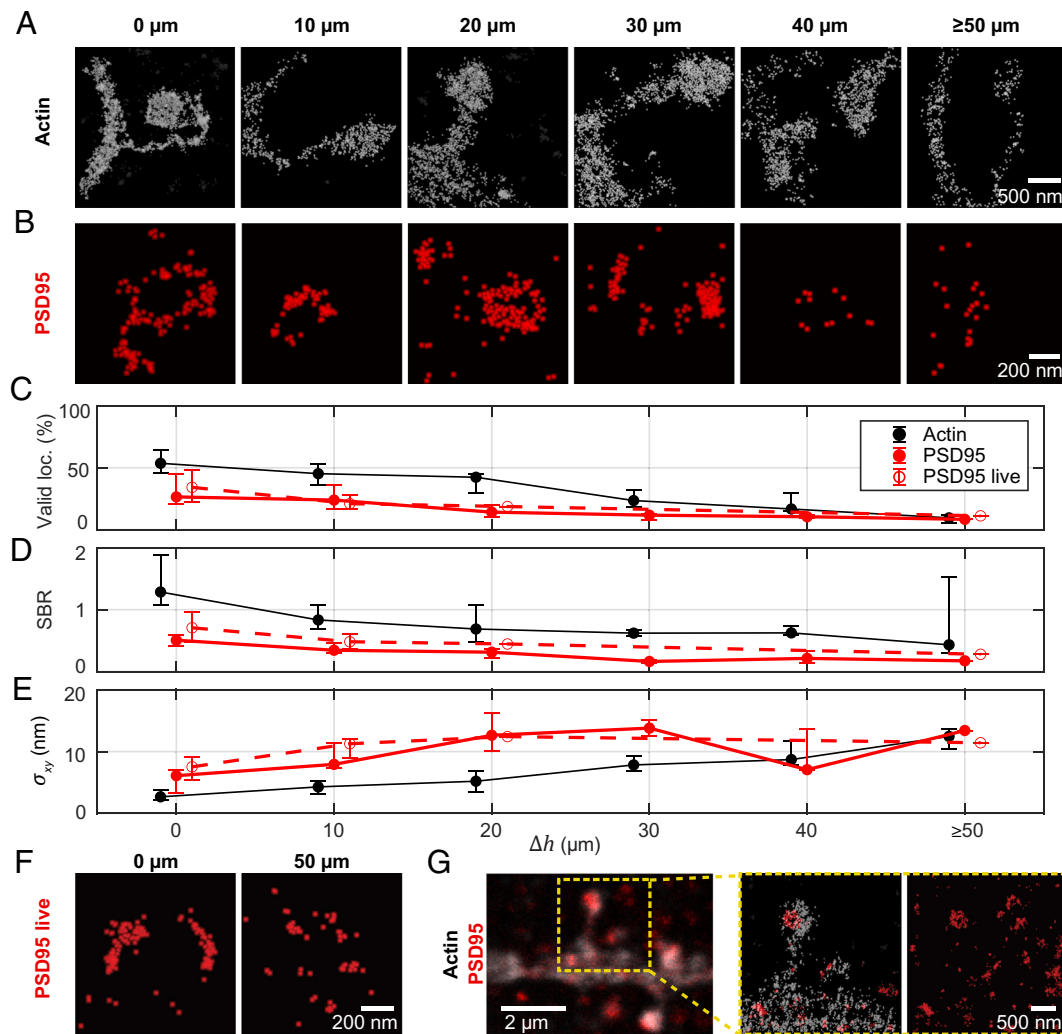 A
0 µm 10 µm 20 µm 30 µm 40 µm ≥50 µm
Actin
500 nm
B
PSD95
200 nm
C
Valid loc. (%)
100
50
0
Actin
PSD95
PSD95 live
D
SBR
2
1
0
E
σxy (nm)
20
10
0
0 10 20 30 40 ≥50
Δh (µm)
F
0 µm 50 µm
PSD95 live
200 nm
G
Actin
PSD95
2 µm
500 nm